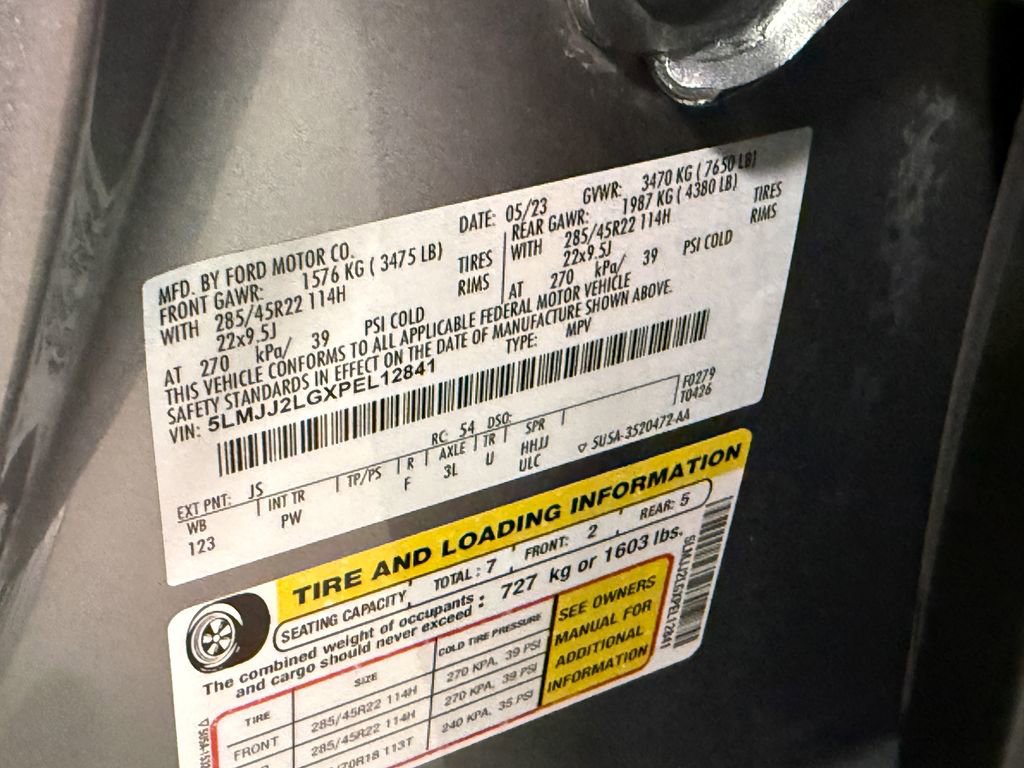 MFD. BY FORD MOTOR CO.
DATE: 05/23 GVWR: 3470 KG ( 7650 LB)
FRONT GAWR: 1576 KG ( 3475 LB)
REAR GAWR: 1987 KG ( 4380 LB)
WITH 285/45R22 114H TIRES
WITH 285/45R22 114H TIRES
22x9.5J RIMS
22x9.5J RIMS
AT 270 kPa/ 39 PSI COLD
AT 270 kPa/ 39 PSI COLD
THIS VEHICLE CONFORMS TO ALL APPLICABLE FEDERAL MOTOR VEHICLE
SAFETY STANDARDS IN EFFECT ON THE DATE OF MANUFACTURE SHOWN ABOVE.
VIN: 5LMJJ2LGXPEL12841 TYPE: MPV
EXT PNT: JS RC: 54 DSO: F0279
WB INT TR TP/PS R AXLE TR SPR T0426
123 PW F 3L U HHJJ
ULC ▽ SU5A-3520472-AA
TIRE AND LOADING INFORMATION
SEATING CAPACITY, TOTAL: 7, FRONT: 2, REAR: 5
The combined weight of occupants
and cargo should never exceed : 727 kg or 1603 lbs.
TIRE SIZE COLD TIRE PRESSURE
FRONT 285/45R22 114H 270 KPA, 39 PSI
285/45R22 114H 270 KPA, 39 PSI
70R18 113T 240 KPA, 35 PSI
SEE OWNERS
MANUAL FOR
ADDITIONAL
INFORMATION
5LMJJ2LGXPEL12841